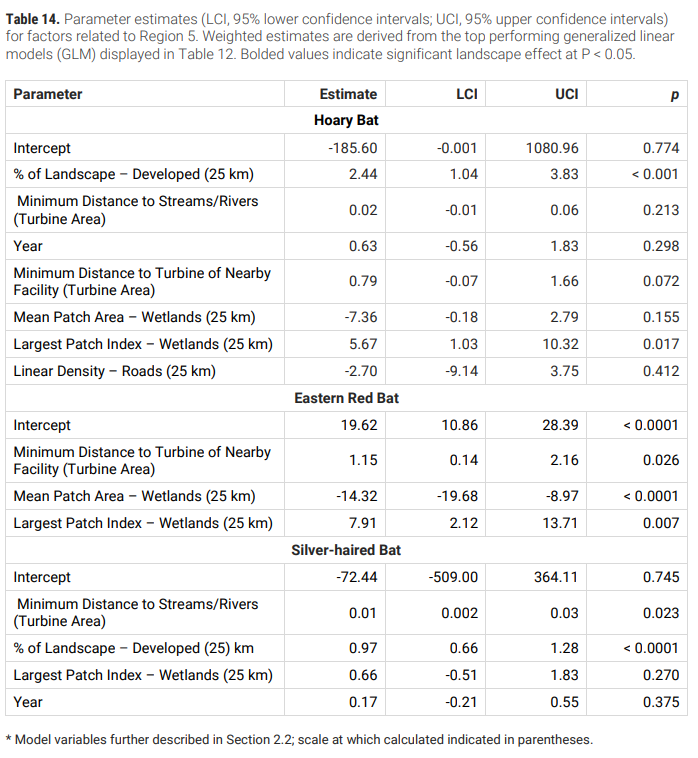 Table 14. Parameter estimates (LCI, 95% lower confidence intervals; UCI, 95% upper confidence intervals)
for factors related to Region 5. Weighted estimates are derived from the top performing generalized linear
models (GLM) displayed in Table 12. Bolded values indicate significant landscape effect at P < 0.05.
Parameter Estimate LCI UCI p
Hoary Bat
Intercept -185.60 -0.001 1080.96 0.774
% of Landscape – Developed (25 km) 2.44 1.04 3.83 < 0.001
Minimum Distance to Streams/Rivers
(Turbine Area) 0.02 -0.01 0.06 0.213
Year 0.63 -0.56 1.83 0.298
Minimum Distance to Turbine of Nearby
Facility (Turbine Area) 0.79 -0.07 1.66 0.072
Mean Patch Area – Wetlands (25 km) -7.36 -0.18 2.79 0.155
Largest Patch Index – Wetlands (25 km) 5.67 1.03 10.32 0.017
Linear Density – Roads (25 km) -2.70 -9.14 3.75 0.412
Eastern Red Bat
Intercept 19.62 10.86 28.39 < 0.0001
Minimum Distance to Turbine of Nearby
Facility (Turbine Area) 1.15 0.14 2.16 0.026
Mean Patch Area – Wetlands (25 km) -14.32 -19.68 -8.97 < 0.0001
Largest Patch Index – Wetlands (25 km) 7.91 2.12 13.71 0.007
Silver-haired Bat
Intercept -72.44 -509.00 364.11 0.745
Minimum Distance to Streams/Rivers
(Turbine Area) 0.01 0.002 0.03 0.023
% of Landscape – Developed (25) km 0.97 0.66 1.28 < 0.0001
Largest Patch Index – Wetlands (25 km) 0.66 -0.51 1.83 0.270
Year 0.17 -0.21 0.55 0.375
* Model variables further described in Section 2.2; scale at which calculated indicated in parentheses.